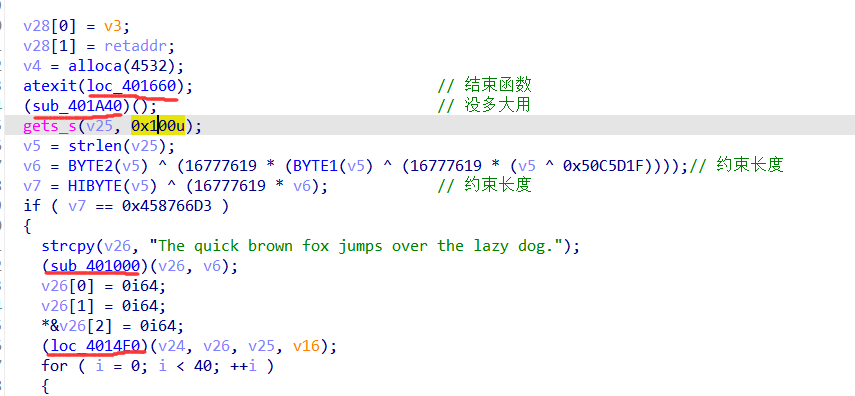 v28[0] = v3;
v28[1] = retaddr;
v4 = alloca(4532);
atexit(loc_401660); // 结束函数
(sub_401A40)(); // 没多大用
gets_s(v25, 0x100u);
v5 = strlen(v25);
v6 = BYTE2(v5) ^ (16777619 * (BYTE1(v5) ^ (16777619 * (v5 ^ 0x50C5D1F))));// 约束长度
v7 = HIBYTE(v5) ^ (16777619 * v6); // 约束长度
if ( v7 == 0x458766D3 )
{
strcpy(v26, "The quick brown fox jumps over the lazy dog.");
(sub_401000)(v26, v6);
v26[0] = 0i64;
v26[1] = 0i64;
*&v26[2] = 0i64;
(loc_4014E0)(v24, v26, v25, v16);
for ( i = 0; i < 40; ++i )
{